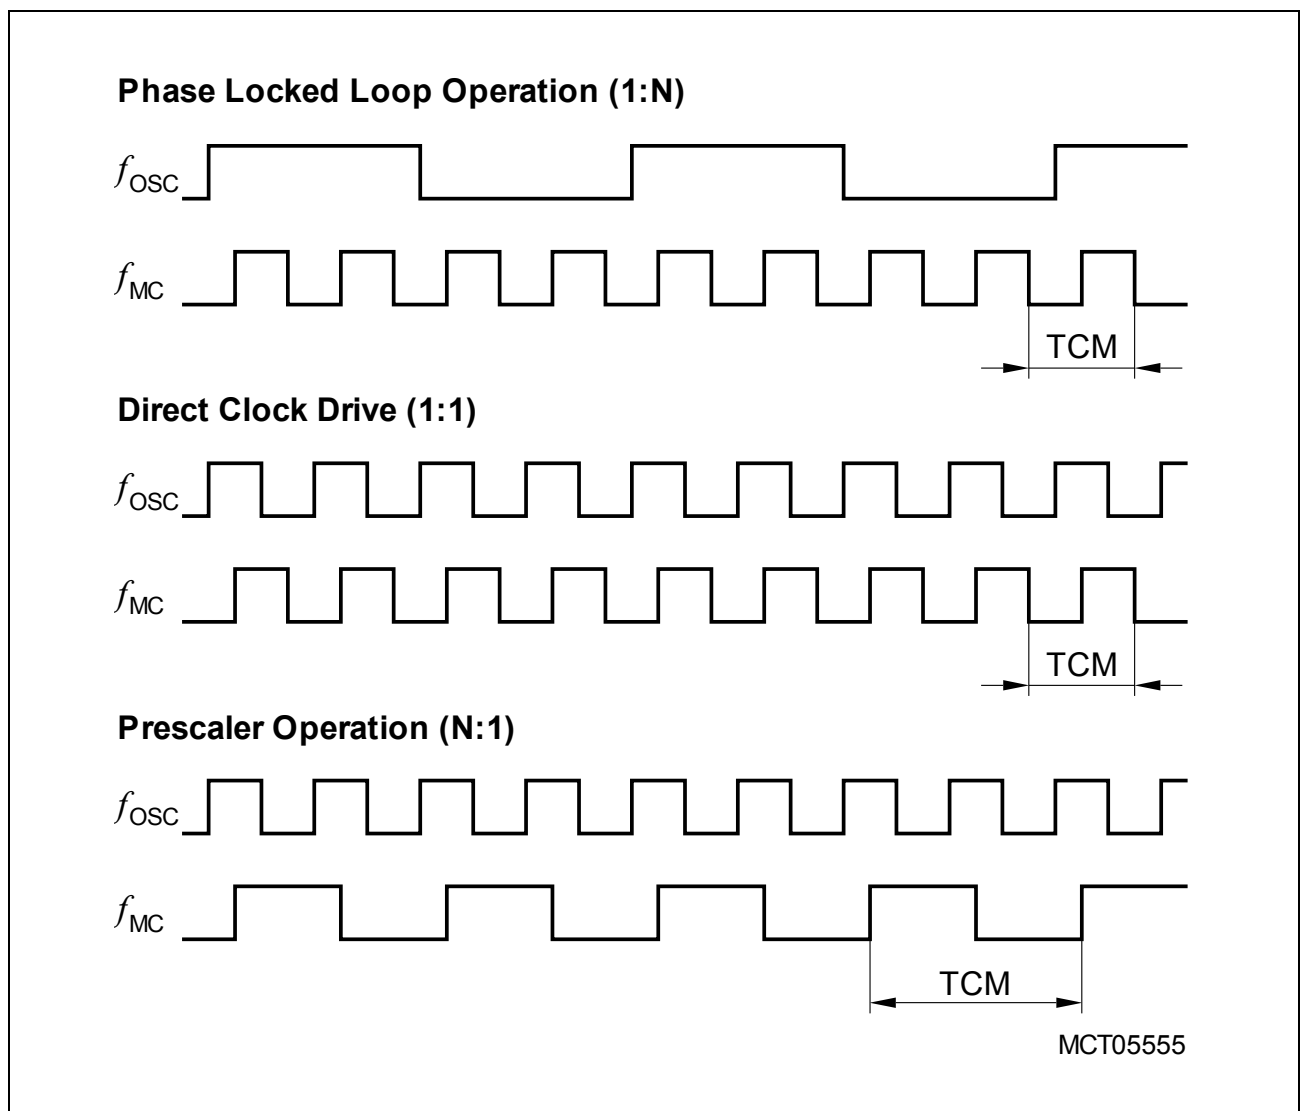 Phase Locked Loop Operation (1:N)
fOSC
fMC
TCM
Direct Clock Drive (1:1)
fOSC
fMC
TCM
Prescaler Operation (N:1)
fOSC
fMC
TCM
MCT05555